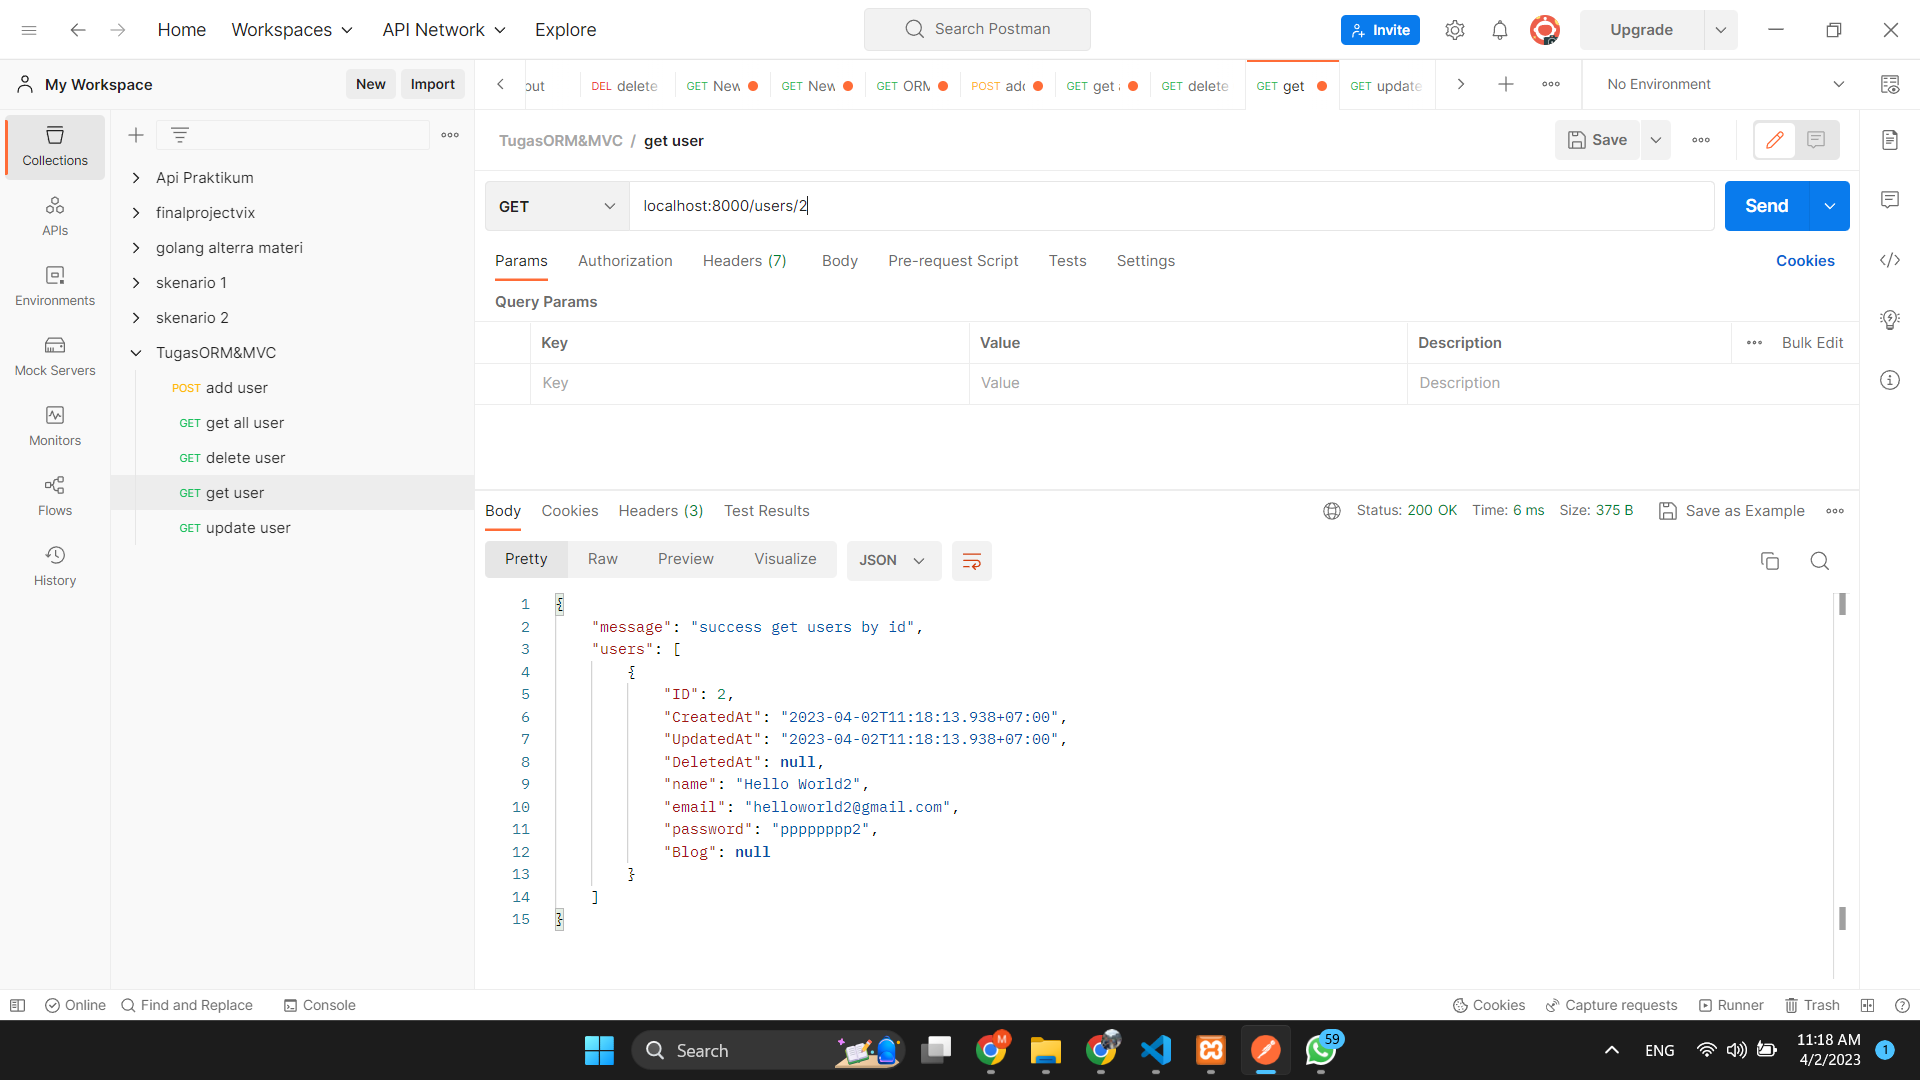 Home Workspaces API Network Explore Search Postman Invite Upgrade
My Workspace New Import
out DEL delete GET New GET New GET ORM POST add GET get GET delete GET get GET update No Environment
Collections
APIs
Environments
Mock Servers
Monitors
Flows
History
Api Praktikum
finalprojectvix
golang alterra materi
skenario 1
skenario 2
TugasORM&MVC
POST add user
GET get all user
GET delete user
GET get user
GET update user
TugasORM&MVC / get user Save
GET localhost:8000/users/2 Send
Params Authorization Headers (7) Body Pre-request Script Tests Settings Cookies
Query Params
Key Value Description Bulk Edit
Key Value Description
Body Cookies Headers (3) Test Results Status: 200 OK Time: 6 ms Size: 375 B Save as Example
Pretty Raw Preview Visualize JSON
1 {
2 "message": "success get users by id",
3 "users": [
4 {
5 "ID": 2,
6 "CreatedAt": "2023-04-02T11:18:13.938+07:00",
7 "UpdatedAt": "2023-04-02T11:18:13.938+07:00",
8 "DeletedAt": null,
9 "name": "Hello World2",
10 "email": "helloworld2@gmail.com",
11 "password": "pppppppp2",
12 "Blog": null
13 }
14 ]
15 }
Online Find and Replace Console Cookies Capture requests Runner Trash
Search M 59 ENG 11:18 AM 1
4/2/2023